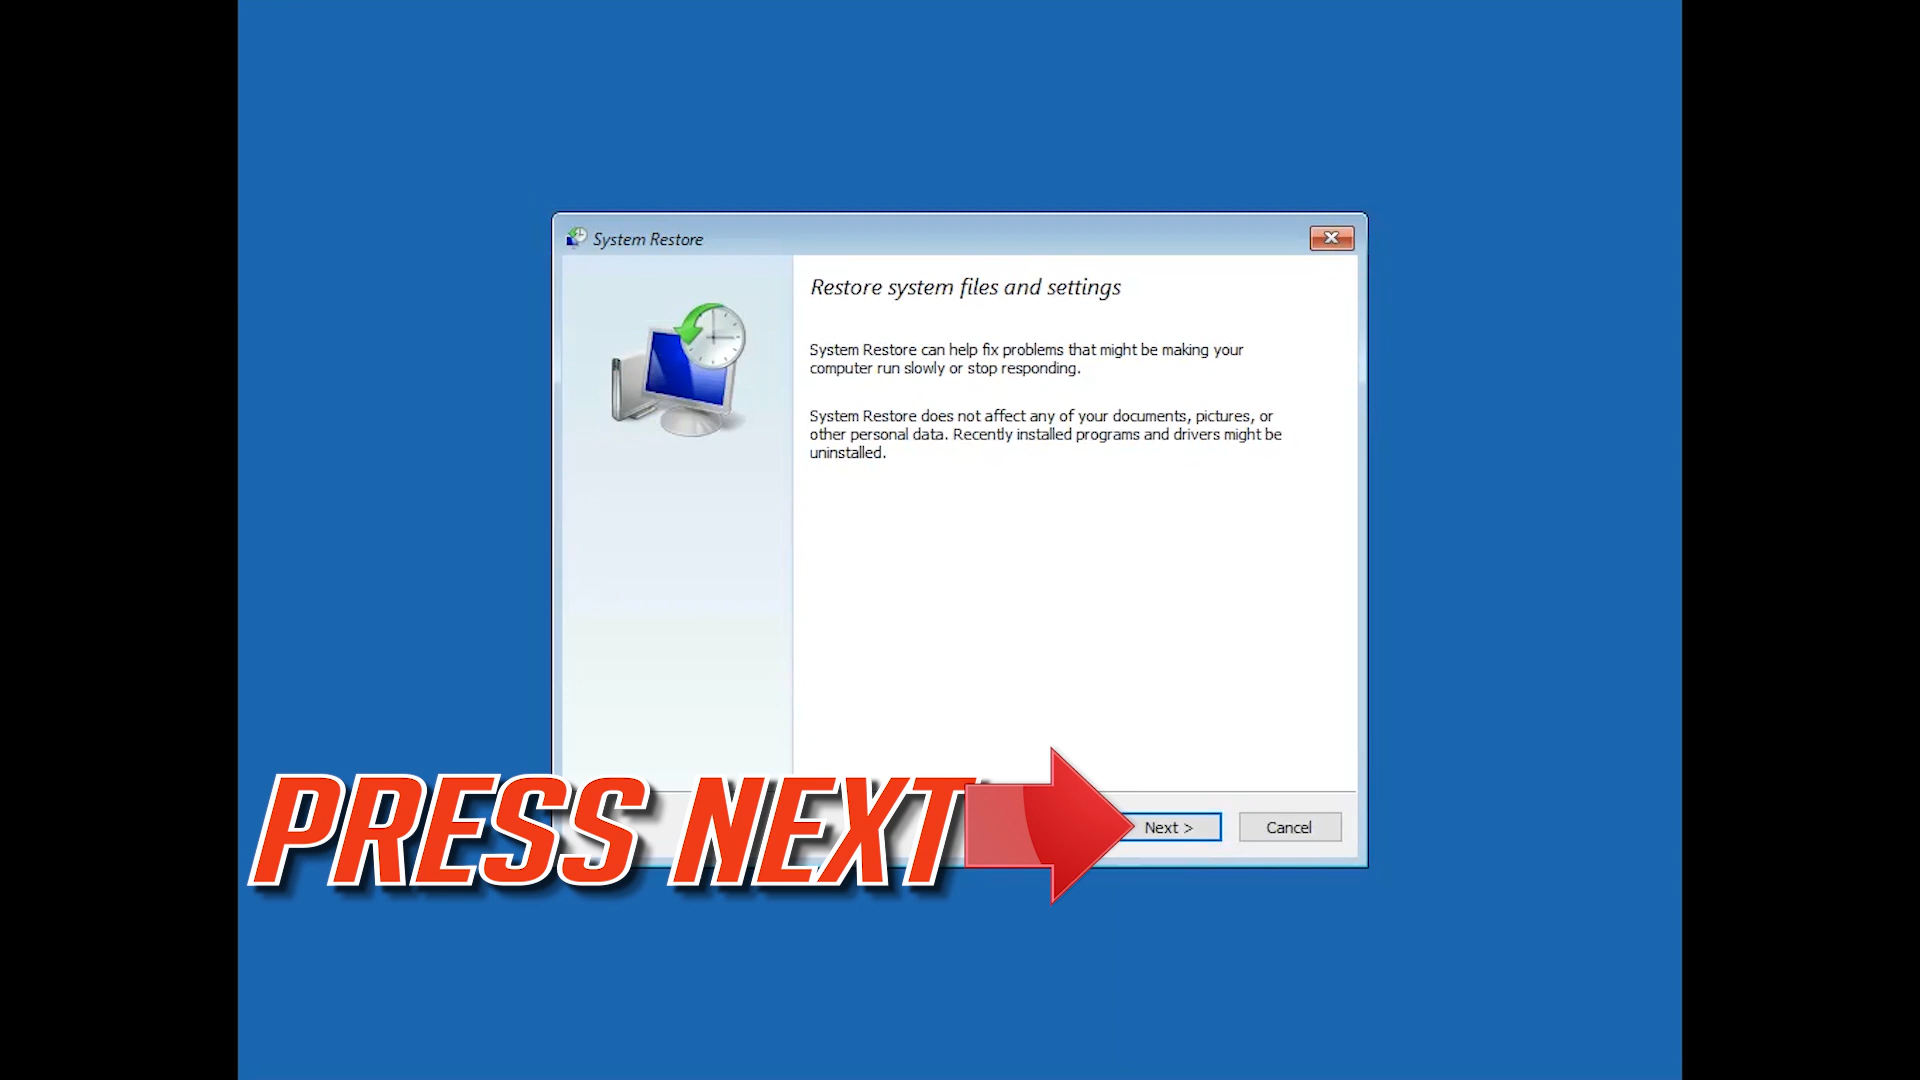 System Restore
Restore system files and settings
System Restore can help fix problems that might be making your
computer run slowly or stop responding.
System Restore does not affect any of your documents, pictures, or
other personal data. Recently installed programs and drivers might be
uninstalled.
PRESS NEXT
Next >
Cancel